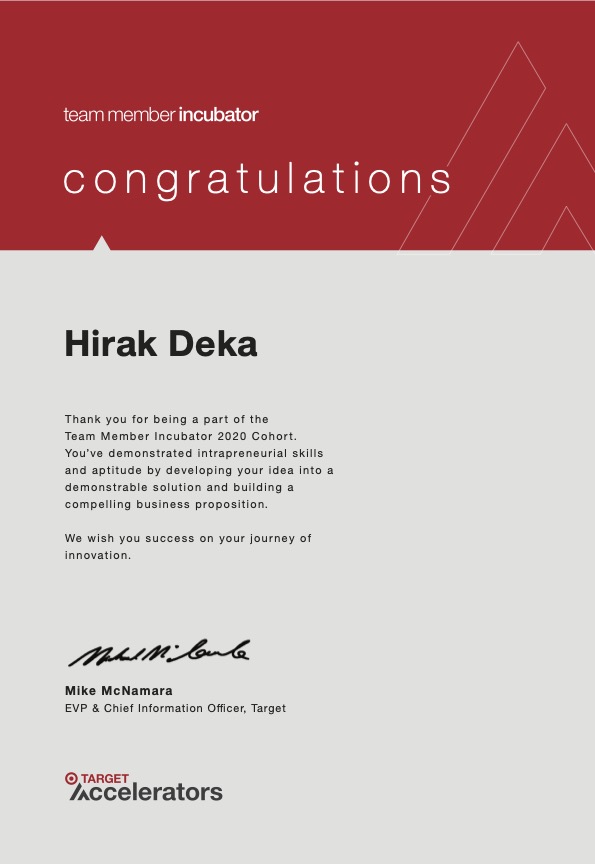 team member incubator
congratulations
Hirak Deka
Thank you for being a part of the
Team Member Incubator 2020 Cohort.
You've demonstrated intrapreneurial skills
and aptitude by developing your idea into a
demonstrable solution and building a
compelling business proposition.
We wish you success on your journey of
innovation.
Mike McNamara
EVP & Chief Information Officer, Target
TARGET
Accelerators